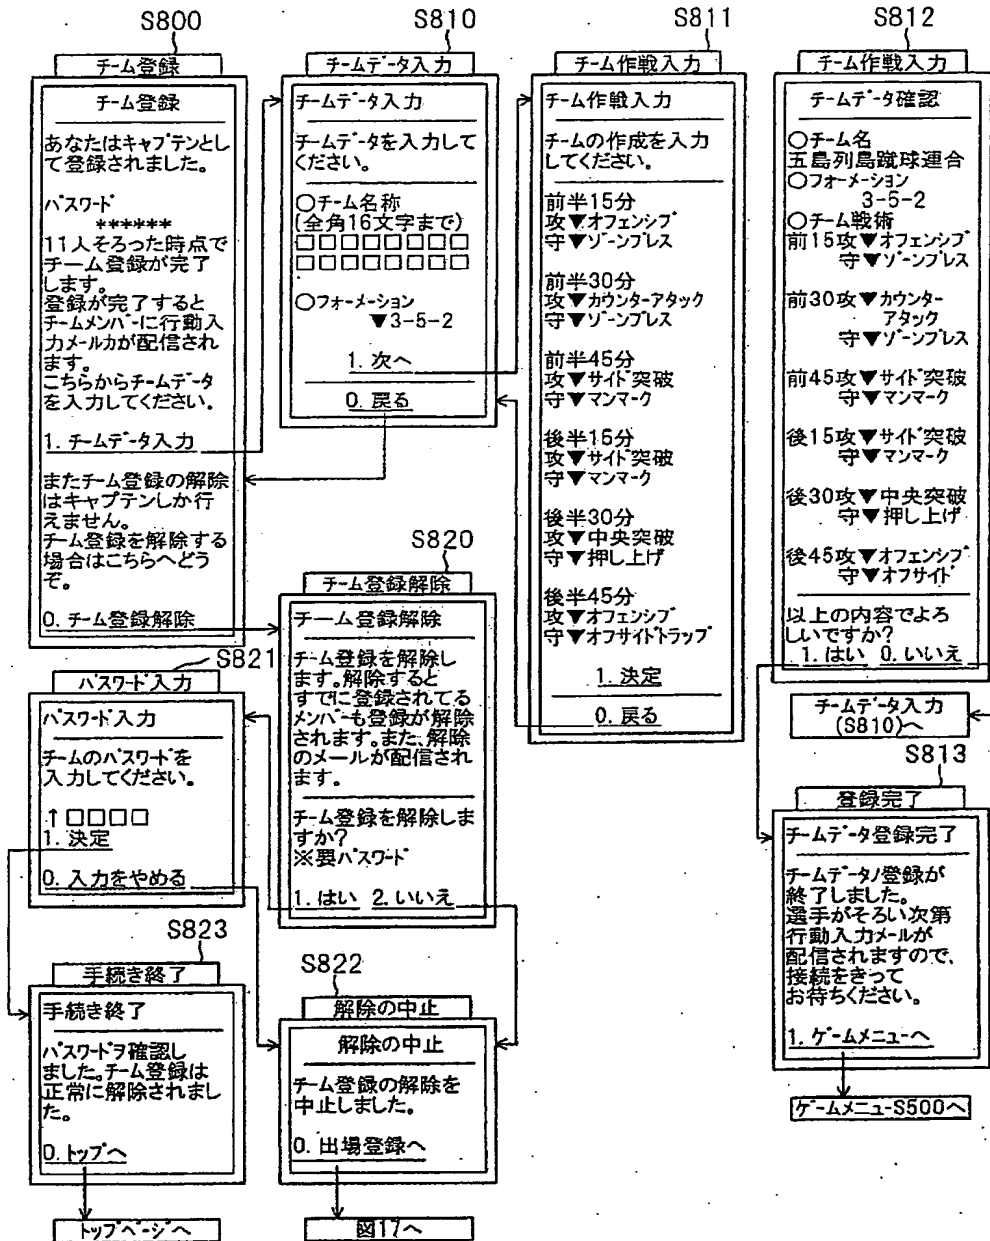 S800
チーム登録
チーム登録
あなたはキャプテンとし
て登録されました。
パスワード
******
11人そろった時点で
チーム登録が完了
します。
登録が完了すると
チームメンバーに行動入
力メールカが配信され
ます。
こちらからチームデータ
を入力してください。
1. チームデータ入力
またチーム登録の解除
はキャプテンしか行
えません。
チーム登録を解除する
場合はこちらへどう
ぞ。
0. チーム登録解除
S810
チームデータ入力
チームデータ入力
チームデータを入力して
ください。
○チーム名称
(全角16文字まで)
□□□□□□□□
□□□□□□□□
○フォーメーション
▼3-5-2
1. 次へ
0. 戻る
S811
チーム作戦入力
チーム作戦入力
チームの作成を入力
してください。
前半15分
攻▼オフェンシブ
守▼ゾーンプレス
前半30分
攻▼カウンターアタック
守▼ゾーンプレス
前半45分
攻▼サイド突破
守▼マンマーク
後半15分
攻▼サイド突破
守▼マンマーク
後半30分
攻▼中央突破
守▼押し上げ
後半45分
攻▼オフェンシブ
守▼オフサイドトラップ
1. 決定
0. 戻る
S812
チーム作戦入力
チームデータ確認
○チーム名
五島列島蹴球連合
○フォーメーション
3-5-2
○チーム戦術
前15攻▼オフェンシブ
守▼ゾーンプレス
前30攻▼カウンター
アタック
守▼ゾーンプレス
前45攻▼サイド突破
守▼マンマーク
後15攻▼サイド突破
守▼マンマーク
後30攻▼中央突破
守▼押し上げ
後45攻▼オフェンシブ
守▼オフサイド
以上の内容でよろ
しいですか?
1. はい 0. いいえ
チームデータ入力
(S810)へ
S813
登録完了
チームデータ登録完了
チームデータノ登録が
終了しました。
選手がそろい次第
行動入力メールが
配信されますので、
接続をきって
お待ちください。
1. ゲームメニューへ
ゲームメニューS500へ
S820
チーム登録解除
チーム登録解除
チーム登録を解除し
ます。解除すると
すでに登録されてる
メンバーも登録が解除
されます。また、解除
のメールが配信され
ます。
チーム登録を解除しま
すか?
※要パスワード
1. はい 2. いいえ
S821
パスワード入力
パスワード入力
チームのパスワードを
入力してください。
↑□□□□
1. 決定
0. 入力をやめる
S823
手続き終了
手続き終了
パスワードヲ確認し
ました。チーム登録は
正常に解除されまし
た。
0. トップへ
トップページへ
S822
解除の中止
解除の中止
チーム登録の解除を
中止しました。
0. 出場登録へ
図17へ